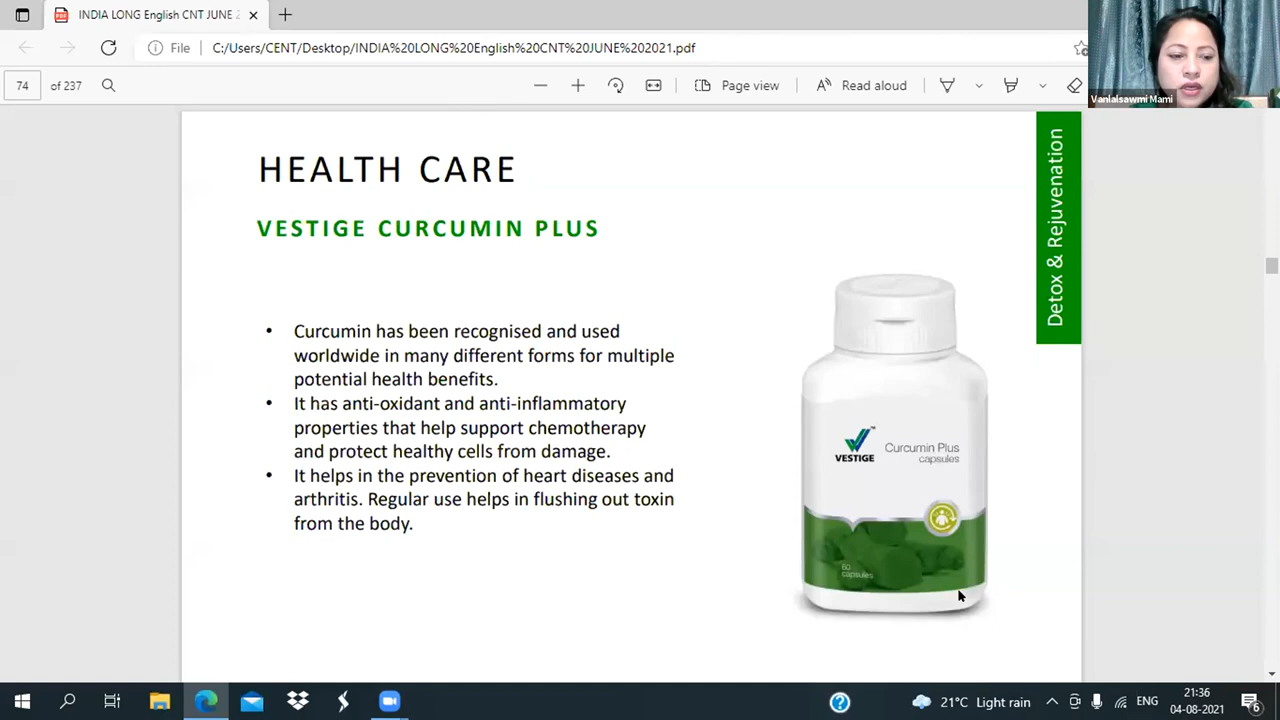 INDIA LONG English CNT JUNE 2
File
C:/Users/CENT/Desktop/INDIA%20LONG%20English%20CNT%20JUNE%202021.pdf
74
of 237
Page view
Read aloud
Vanlalsawmi Mami
HEALTH CARE
VESTIGE CURCUMIN PLUS
Detox & Rejuvenation
• Curcumin has been recognised and used
worldwide in many different forms for multiple
potential health benefits.
• It has anti-oxidant and anti-inflammatory
properties that help support chemotherapy
and protect healthy cells from damage.
• It helps in the prevention of heart diseases and
arthritis. Regular use helps in flushing out toxin
from the body.
VESTIGE™
Curcumin Plus
capsules
60
capsules
21°C Light rain
ENG
21:36
04-08-2021
6